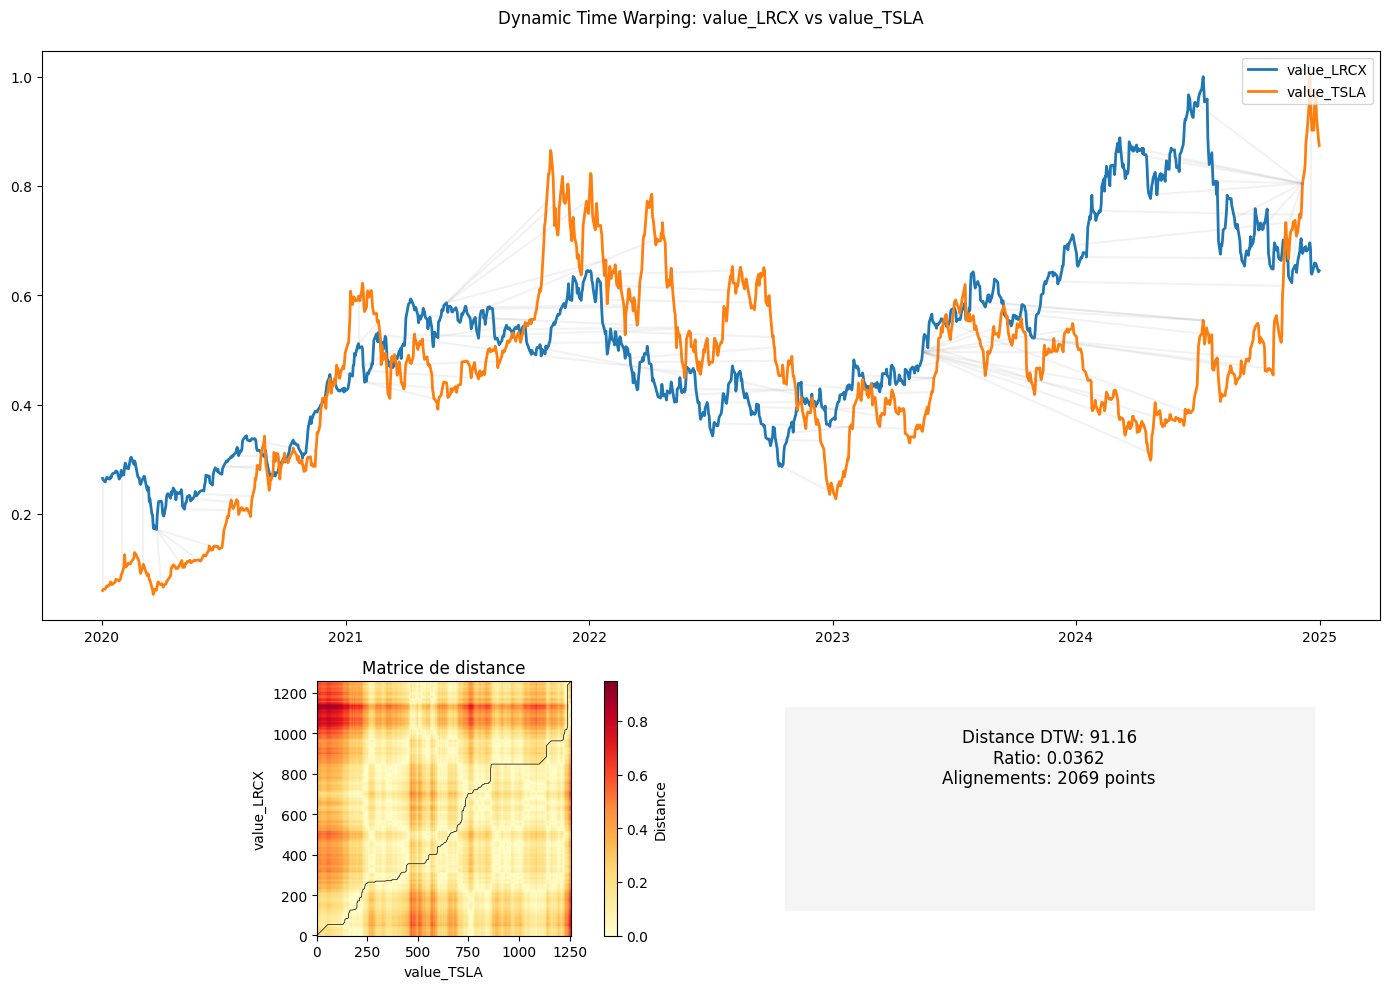 Dynamic Time Warping: value_LRCX vs value_TSLA
value_LRCX
value_TSLA
1.0
0.8
0.6
0.4
0.2
2020 2021 2022 2023 2024 2025
Matrice de distance
value_LRCX
1200
1000
800
600
400
200
0
0 250 500 750 1000 1250
value_TSLA
0.8
0.6
0.4
0.2
0.0
Distance
Distance DTW: 91.16
Ratio: 0.0362
Alignements: 2069 points